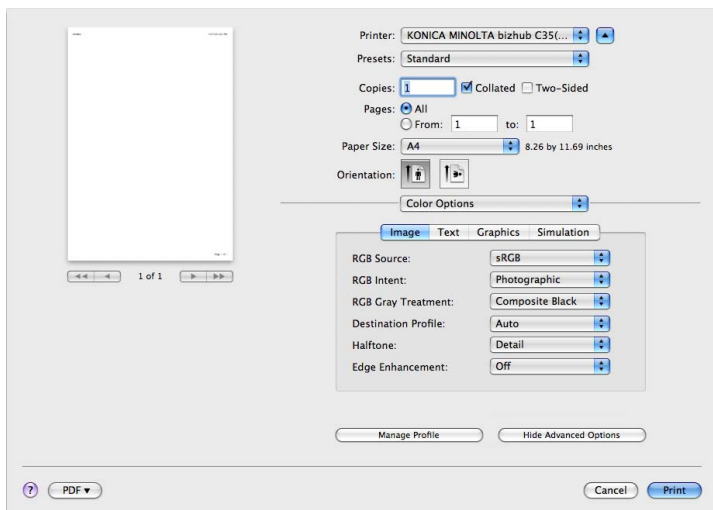 Printer: KONICA MINOLTA bizhub C35(...
Presets: Standard
Copies: 1 Collated Two-Sided
Pages: All
From: 1 to: 1
Paper Size: A4 8.26 by 11.69 inches
Orientation:
Color Options
Image Text Graphics Simulation
RGB Source: sRGB
RGB Intent: Photographic
RGB Gray Treatment: Composite Black
Destination Profile: Auto
Halftone: Detail
Edge Enhancement: Off
1 of 1
Manage Profile Hide Advanced Options
? PDF Cancel Print